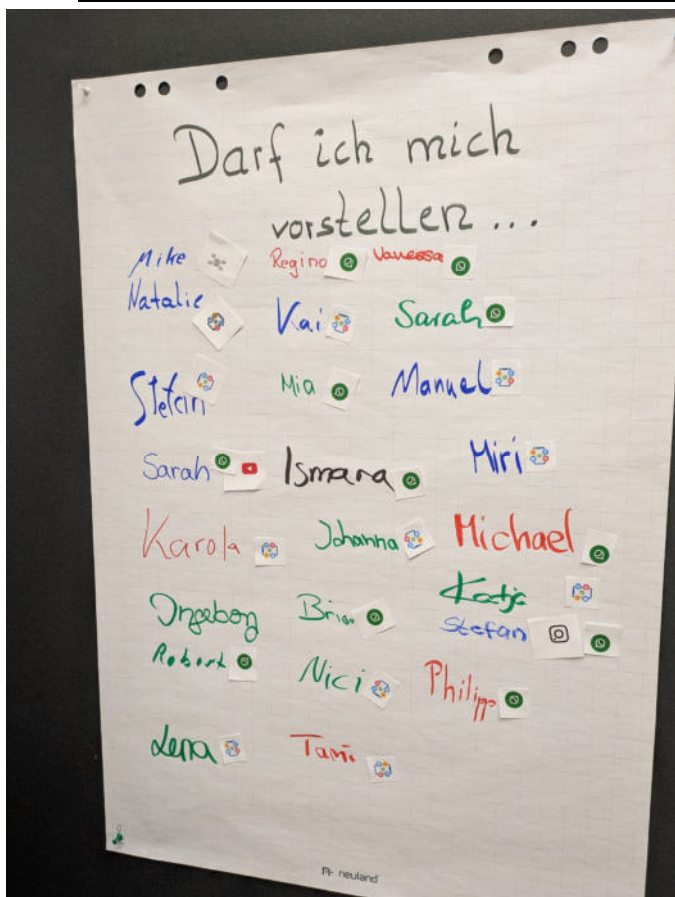 Darf ich mich
vorstellen ...
Mike Regino Vanessa
Natalie Kai Sarah
Stefan Mia Manuel
Sarah Ismara Miri
Karola Johanna Michael
Katja
Ingeborg Brian Stefan
Robert Nici Philipp
Lena Tami
neuland